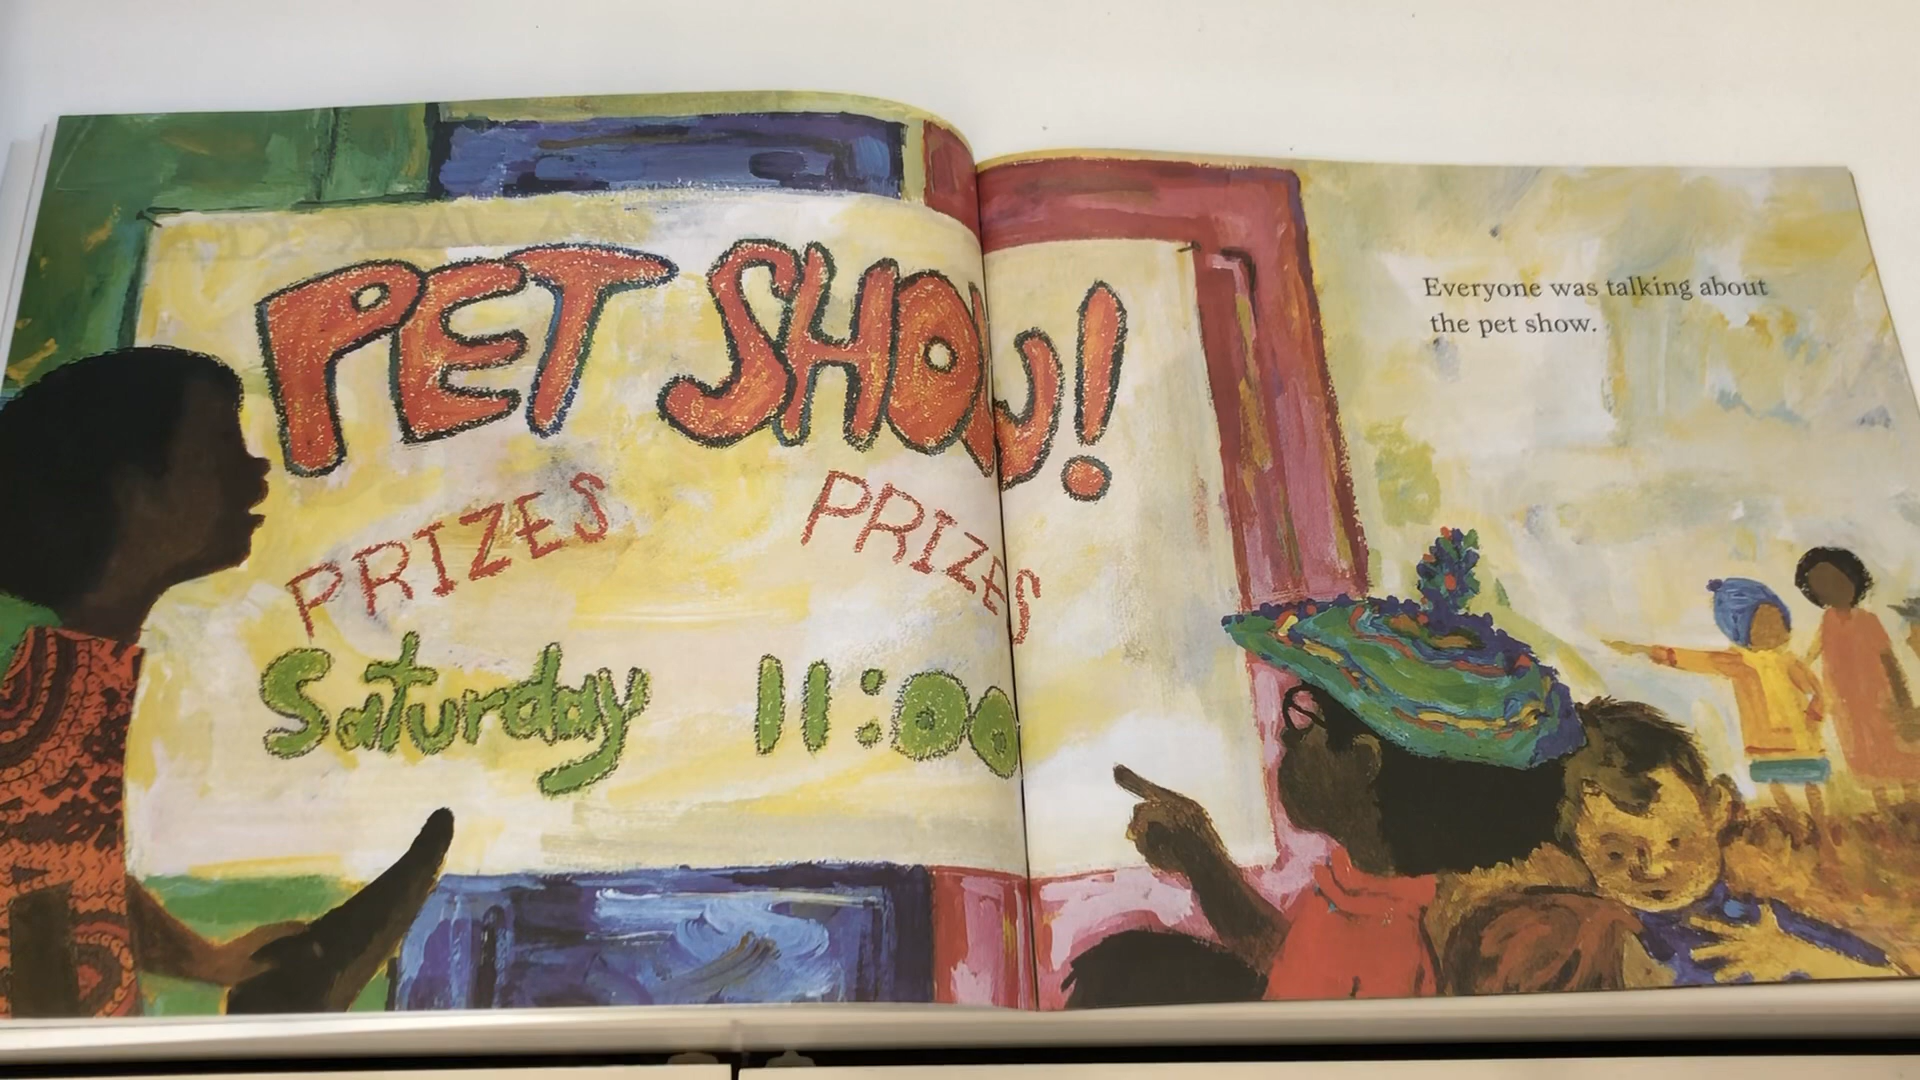 PET SHOW!
PRIZES PRIZES
Saturday 11:00
Everyone was talking about
the pet show.